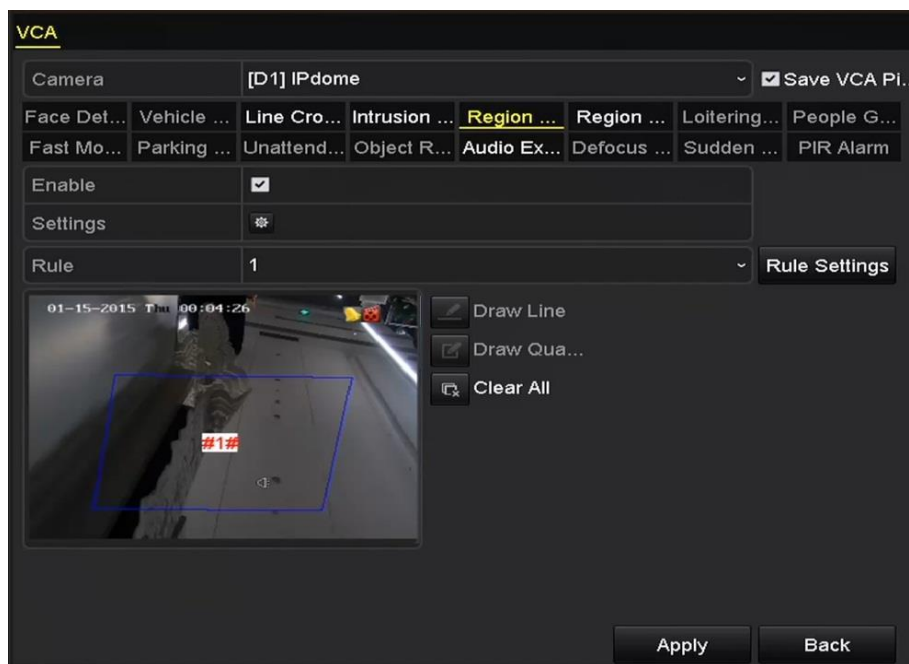 VCA
Camera [D1] IPdome Save VCA Pi..
Face Det... Vehicle ... Line Cro... Intrusion ... Region ... Region ... Loitering... People G...
Fast Mo... Parking ... Unattend... Object R... Audio Ex... Defocus ... Sudden ... PIR Alarm
Enable
Settings
Rule 1 Rule Settings
01-15-2015 Thu 00:04:26
Draw Line
Draw Qua...
Clear All
#1#
Apply Back